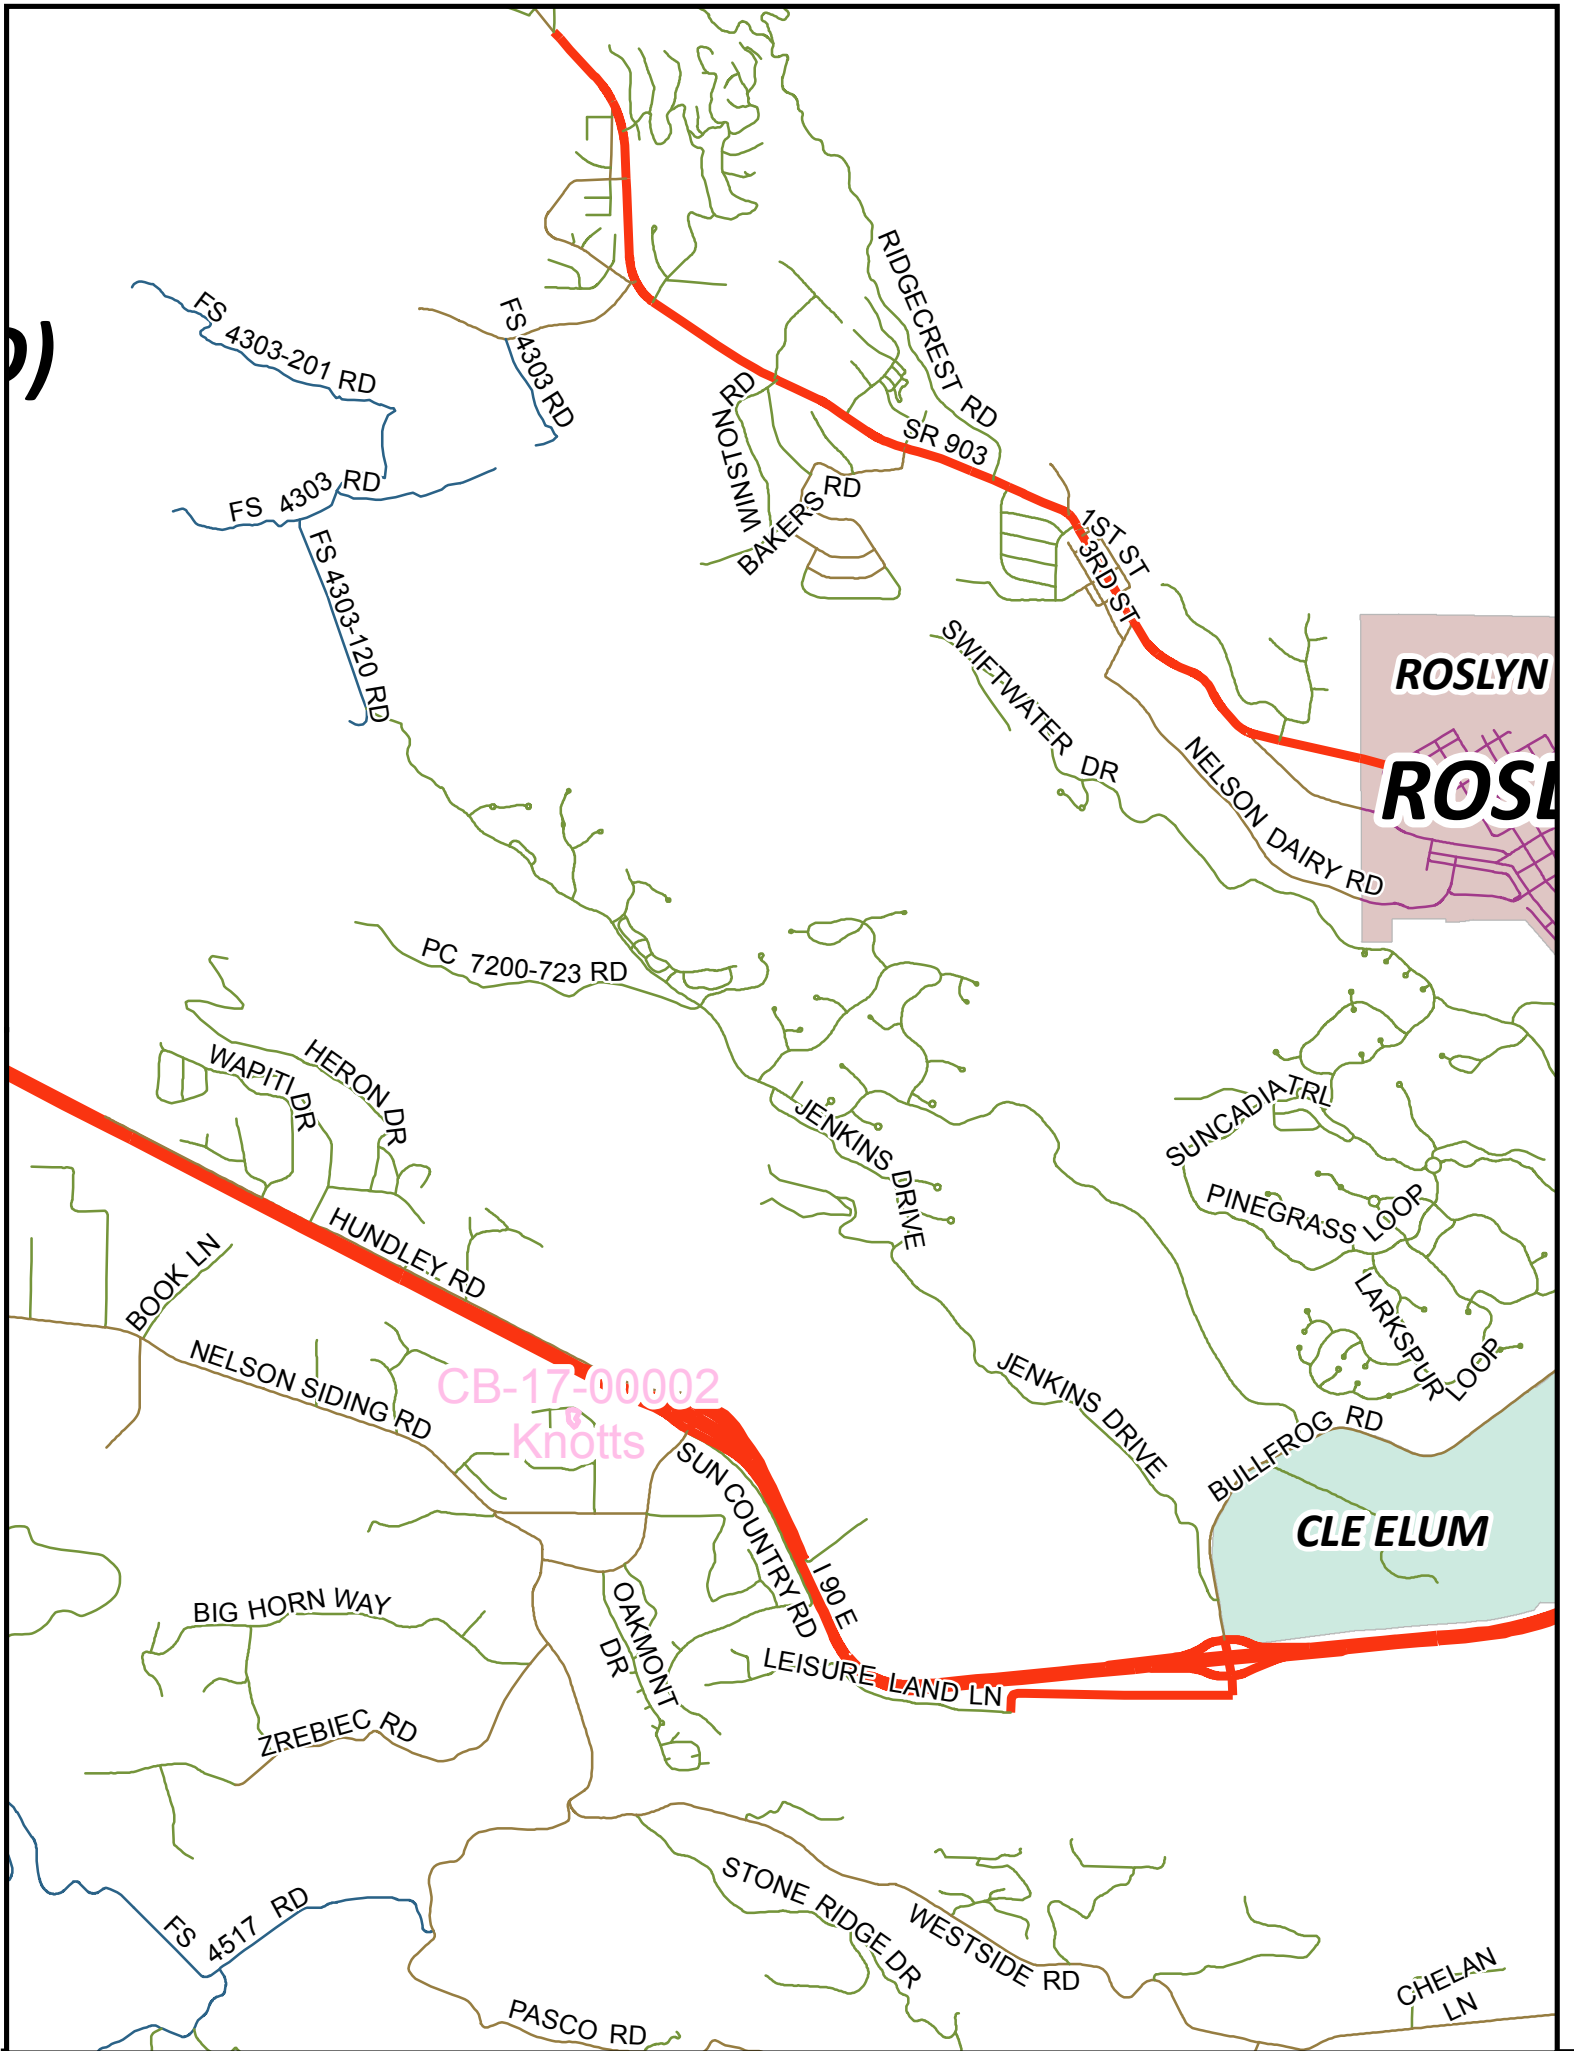 RIDGECREST RD
FS 4303-201 RD
FS 4303 RD
)
WINSTON RD
SR 903
BAKERS RD
FS 4303 RD
FS 4303-120 RD
1ST ST
3RD ST
SWIFTWATER DR
ROSLYN
NELSON DAIRY RD
ROSL
PC 7200-723 RD
HERON DR
WAPITI DR
JENKINS DRIVE
SUNCADIA TRL
PINEGRASS LOOP
HUNDLEY RD
BOOK LN
LARKSPUR LOOP
NELSON SIDING RD
CB-17-00002
Knotts
JENKINS DRIVE
BULLFROG RD
SUN COUNTRY RD
CLE ELUM
I 90 E
BIG HORN WAY
OAKMONT DR
LEISURE LAND LN
ZREBIEC RD
STONE RIDGE DR
WESTSIDE RD
FS 4517 RD
CHELAN LN
PASCO RD